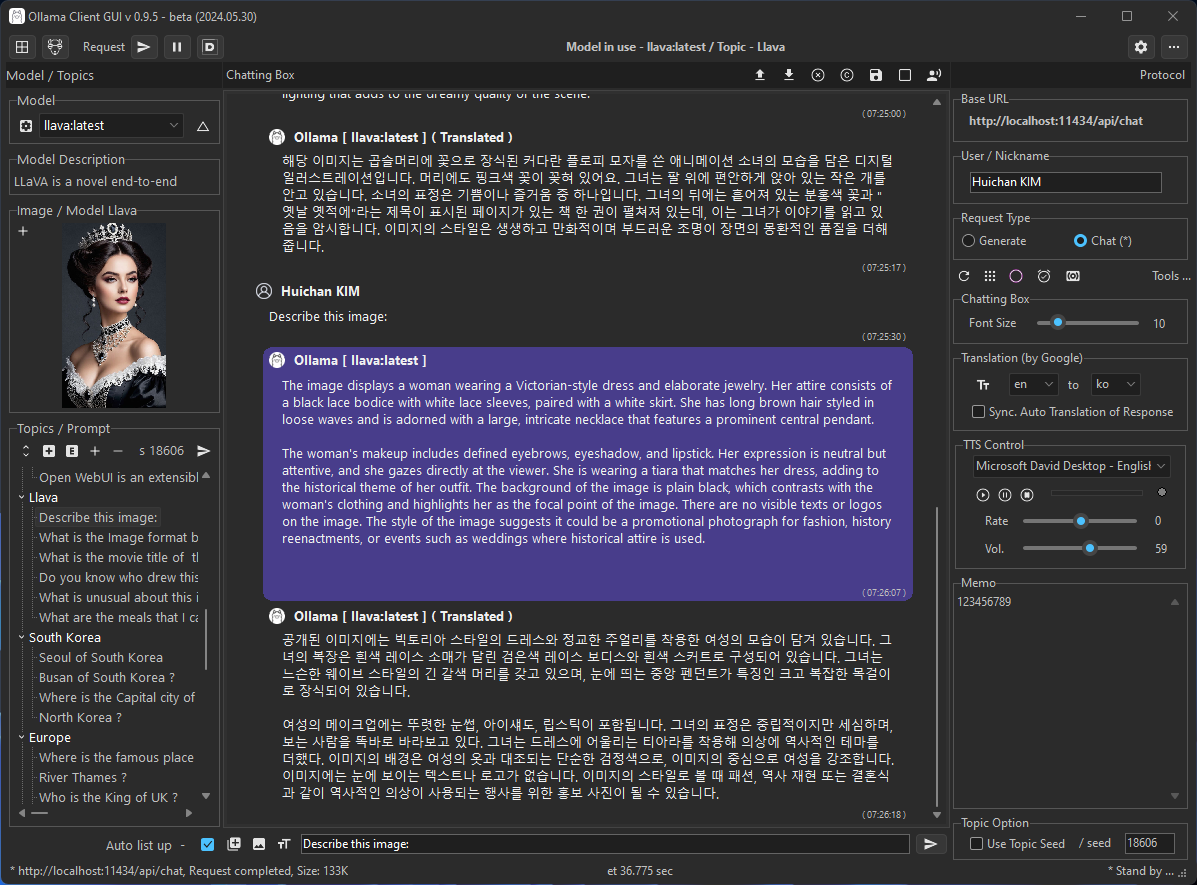 Ollama Client GUI v 0.9.5 - beta (2024.05.30)
Request
D
Model in use - llava:latest / Topic - Llava
Model / Topics
Chatting Box
Protocol
Model
llava:latest
Model Description
LLaVA is a novel end-to-end
Image / Model Llava
Topics / Prompt
E
s 18606
Open WebUI is an extensibl
Llava
Describe this image:
What is the Image format b
What is the movie title of th
Do you know who drew this
What is unusual about this i
What are the meals that I ca
South Korea
Seoul of South Korea
Busan of South Korea ?
Where is the Capital city of
North Korea ?
Europe
Where is the famous place
River Thames ?
Who is the King of UK ?
lighting that adds to the dreamy quality of the scene.
(07:25:00)
Ollama [ llava:latest ] ( Translated )
해당 이미지는 곱슬머리에 꽃으로 장식된 커다란 플로피 모자를 쓴 애니메이션 소녀의 모습을 담은 디지털
일러스트레이션입니다. 머리에도 핑크색 꽃이 꽂혀 있어요. 그녀는 팔 위에 편안하게 앉아 있는 작은 개를
안고 있습니다. 소녀의 표정은 기쁨이나 즐거움 중 하나입니다. 그녀의 뒤에는 흩어져 있는 분홍색 꽃과 "
옛날 옛적에"라는 제목이 표시된 페이지가 있는 책 한 권이 펼쳐져 있는데, 이는 그녀가 이야기를 읽고 있
음을 암시합니다. 이미지의 스타일은 생생하고 만화적이며 부드러운 조명이 장면의 몽환적인 품질을 더해
줍니다.
(07:25:17)
Huichan KIM
Describe this image:
(07:25:30)
Ollama [ llava:latest ]
The image displays a woman wearing a Victorian-style dress and elaborate jewelry. Her attire consists of
a black lace bodice with white lace sleeves, paired with a white skirt. She has long brown hair styled in
loose waves and is adorned with a large, intricate necklace that features a prominent central pendant.
The woman's makeup includes defined eyebrows, eyeshadow, and lipstick. Her expression is neutral but
attentive, and she gazes directly at the viewer. She is wearing a tiara that matches her dress, adding to
the historical theme of her outfit. The background of the image is plain black, which contrasts with the
woman's clothing and highlights her as the focal point of the image. There are no visible texts or logos
on the image. The style of the image suggests it could be a promotional photograph for fashion, history
reenactments, or events such as weddings where historical attire is used.
(07:26:07)
Ollama [ llava:latest ] ( Translated )
공개된 이미지에는 빅토리아 스타일의 드레스와 정교한 주얼리를 착용한 여성의 모습이 담겨 있습니다. 그
녀의 복장은 흰색 레이스 소매가 달린 검은색 레이스 보디스와 흰색 스커트로 구성되어 있습니다. 그녀는
느슨한 웨이브 스타일의 긴 갈색 머리를 갖고 있으며, 눈에 띄는 중앙 펜던트가 특징인 크고 복잡한 목걸이
로 장식되어 있습니다.
여성의 메이크업에는 뚜렷한 눈썹, 아이섀도, 립스틱이 포함됩니다. 그녀의 표정은 중립적이지만 세심하며,
보는 사람을 똑바로 바라보고 있다. 그녀는 드레스에 어울리는 티아라를 착용해 의상에 역사적인 테마를
더했다. 이미지의 배경은 여성의 옷과 대조되는 단순한 검정색으로, 이미지의 중심으로 여성을 강조합니다.
이미지에는 눈에 보이는 텍스트나 로고가 없습니다. 이미지의 스타일로 볼 때 패션, 역사 재현 또는 결혼식
과 같이 역사적인 의상이 사용되는 행사를 위한 홍보 사진이 될 수 있습니다.
(07:26:18)
Base URL
http://localhost:11434/api/chat
User / Nickname
Huichan KIM
Request Type
Generate
Chat (*)
Tools ...
Chatting Box
Font Size
10
Translation (by Google)
Tт
en
to
ko
Sync. Auto Translation of Response
TTS Control
Microsoft David Desktop - English
Rate
0
Vol.
59
Memo
123456789
Topic Option
Use Topic Seed
/ seed
18606
Auto list up -
Describe this image:
* http://localhost:11434/api/chat, Request completed, Size: 133K
et 36.775 sec
* Stand by ...